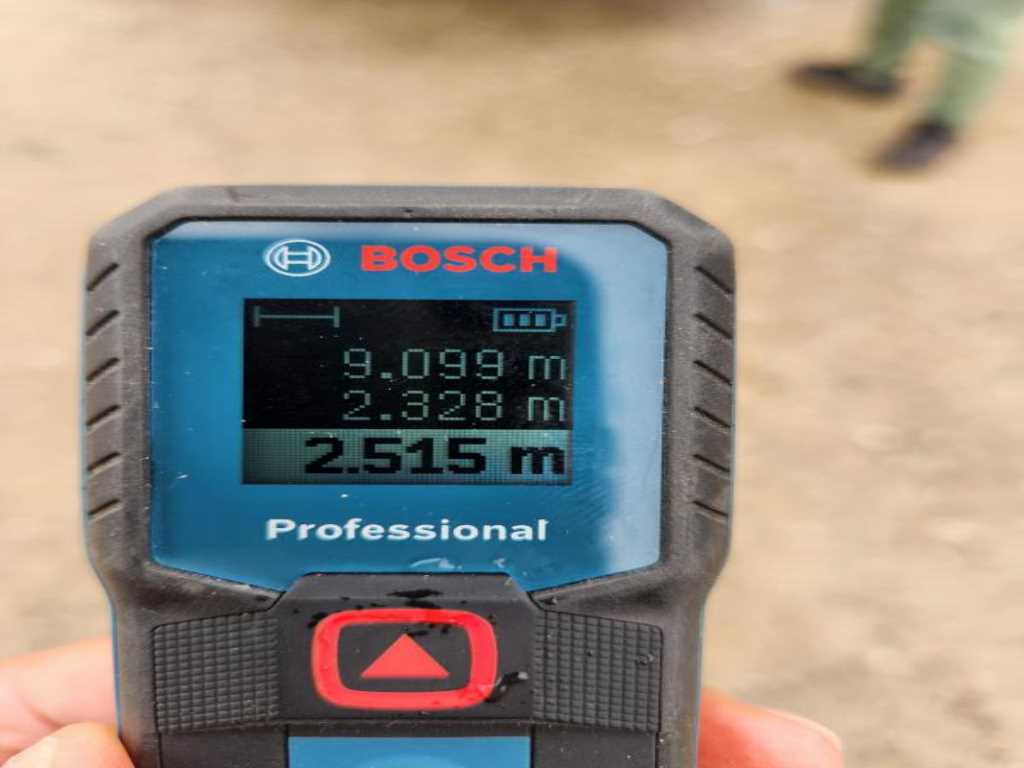 BOSCH
9.099 m
2.328 m
2.515 m
Professional